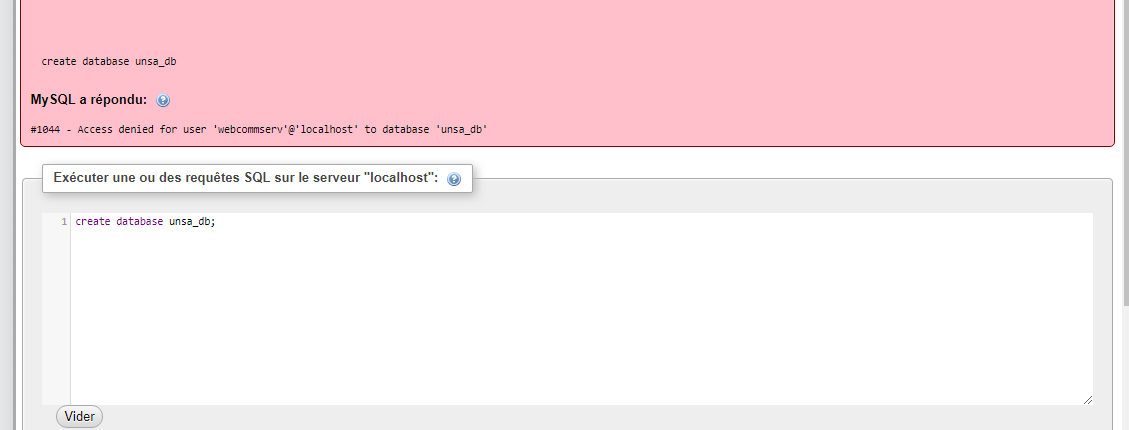 create database unsa_db
MySQL a répondu:
#1044 - Access denied for user 'webcommserv'@'localhost' to database 'unsa_db'
Exécuter une ou des requêtes SQL sur le serveur "localhost":
1 create database unsa_db;
Vider